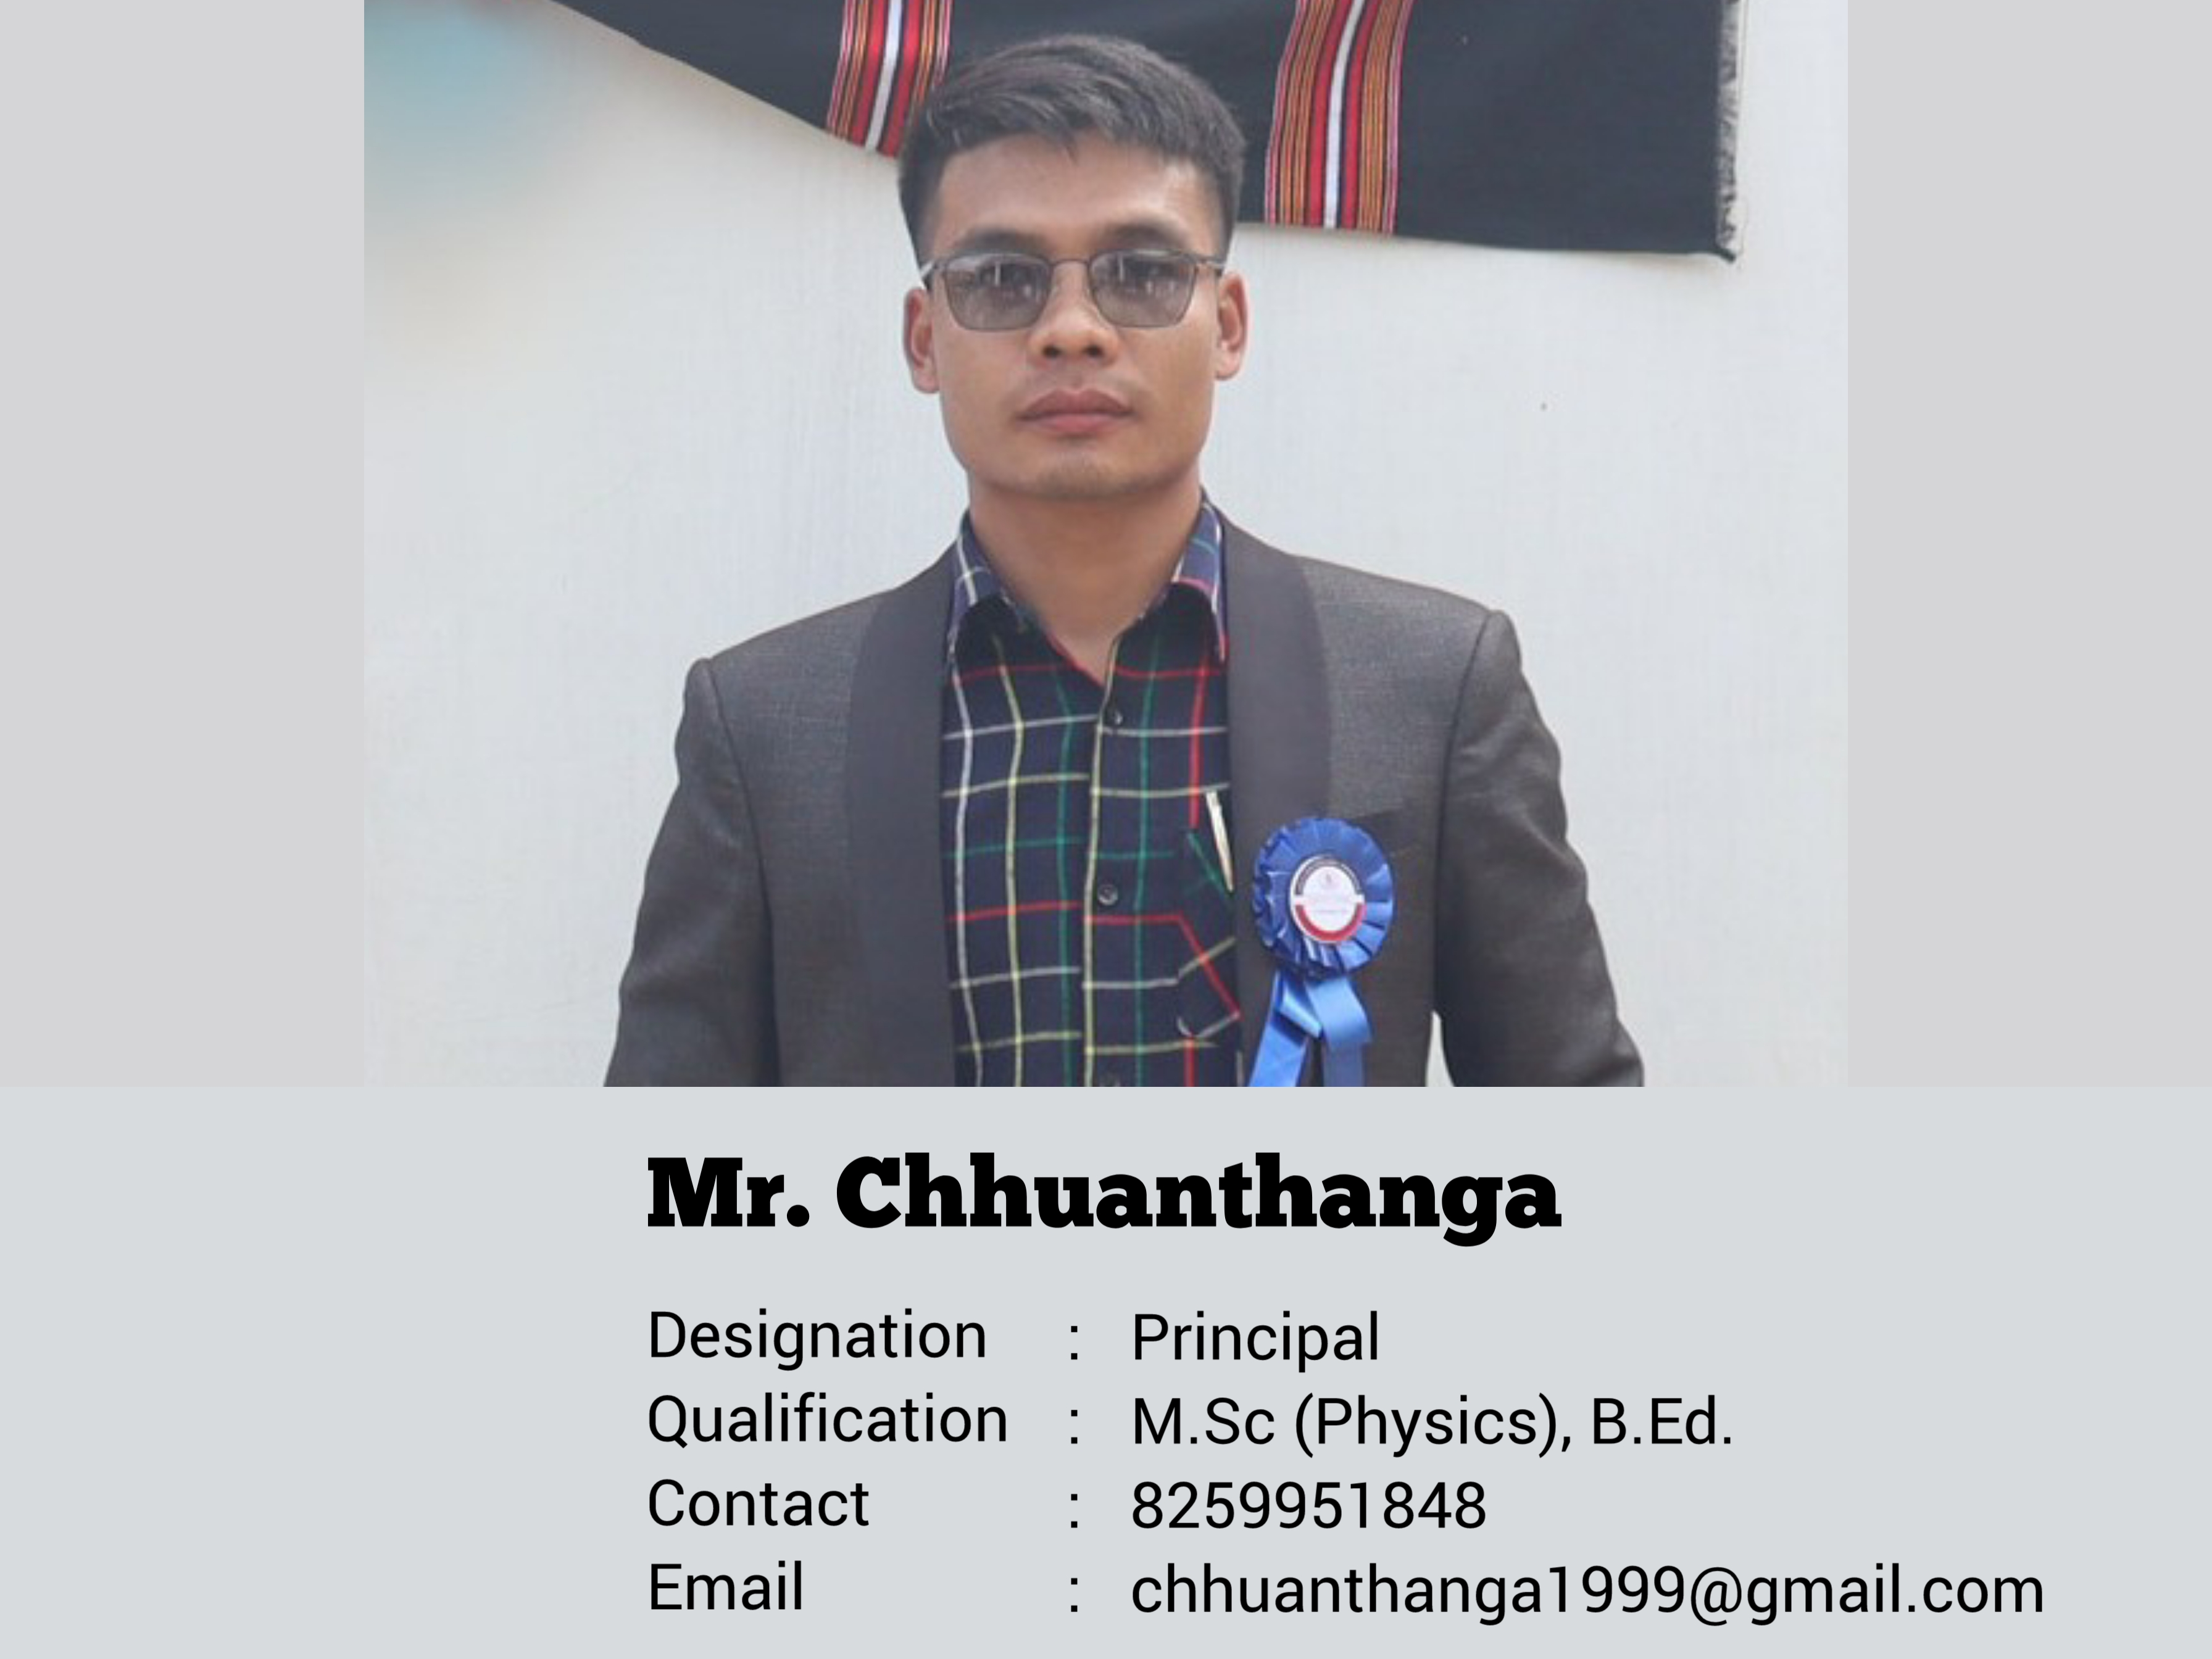 Mr. Chhuanthanga
Designation : Principal
Qualification : M.Sc (Physics), B.Ed.
Contact : 8259951848
Email : chhuanthanga1999@gmail.com